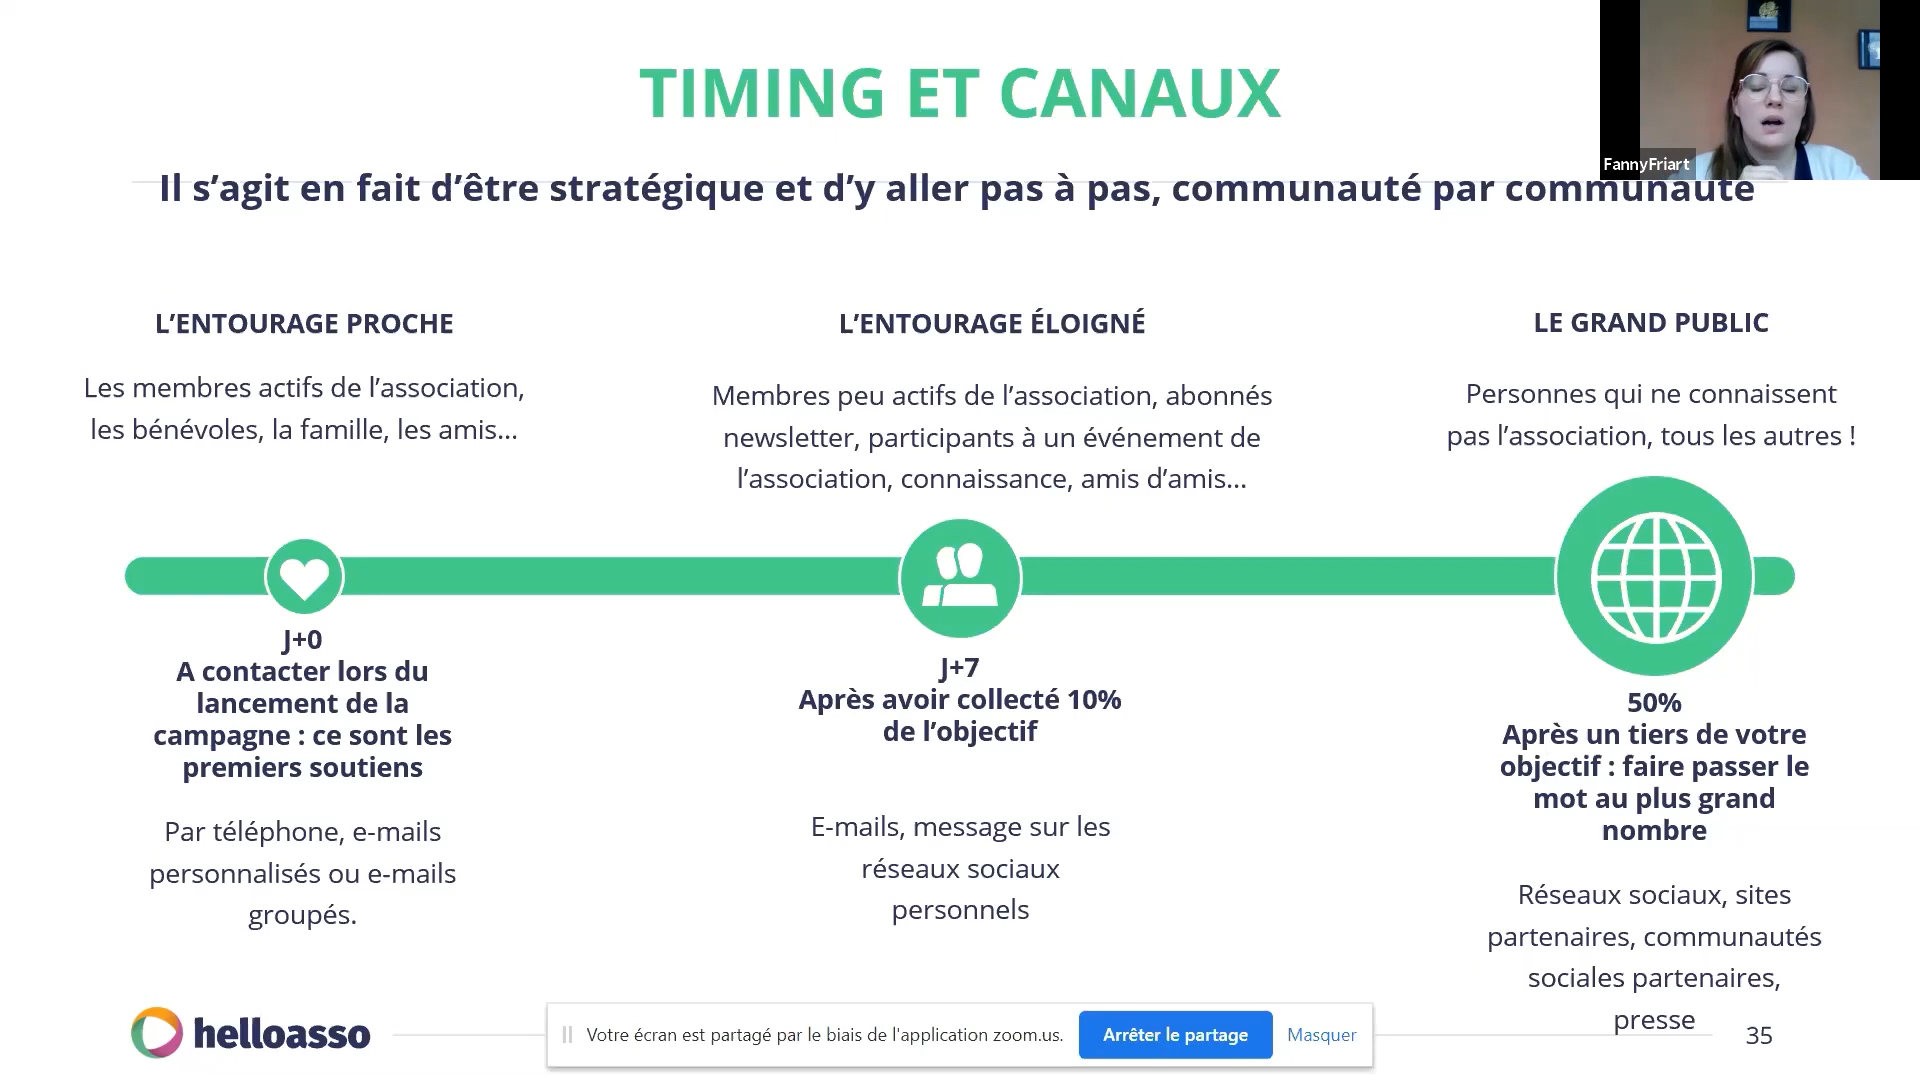 TIMING ET CANAUX
FannyFriart
Il s’agit en fait d’être stratégique et d’y aller pas à pas, communauté par communauté
L’ENTOURAGE PROCHE
Les membres actifs de l’association,
les bénévoles, la famille, les amis...
L’ENTOURAGE ÉLOIGNÉ
Membres peu actifs de l’association, abonnés
newsletter, participants à un événement de
l’association, connaissance, amis d’amis...
LE GRAND PUBLIC
Personnes qui ne connaissent
pas l’association, tous les autres !
J+0
A contacter lors du
lancement de la
campagne : ce sont les
premiers soutiens
Par téléphone, e-mails
personnalisés ou e-mails
groupés.
J+7
Après avoir collecté 10%
de l’objectif
E-mails, message sur les
réseaux sociaux
personnels
50%
Après un tiers de votre
objectif : faire passer le
mot au plus grand
nombre
Réseaux sociaux, sites
partenaires, communautés
sociales partenaires,
presse
helloasso
Votre écran est partagé par le biais de l'application zoom.us.
Arrêter le partage
Masquer
35